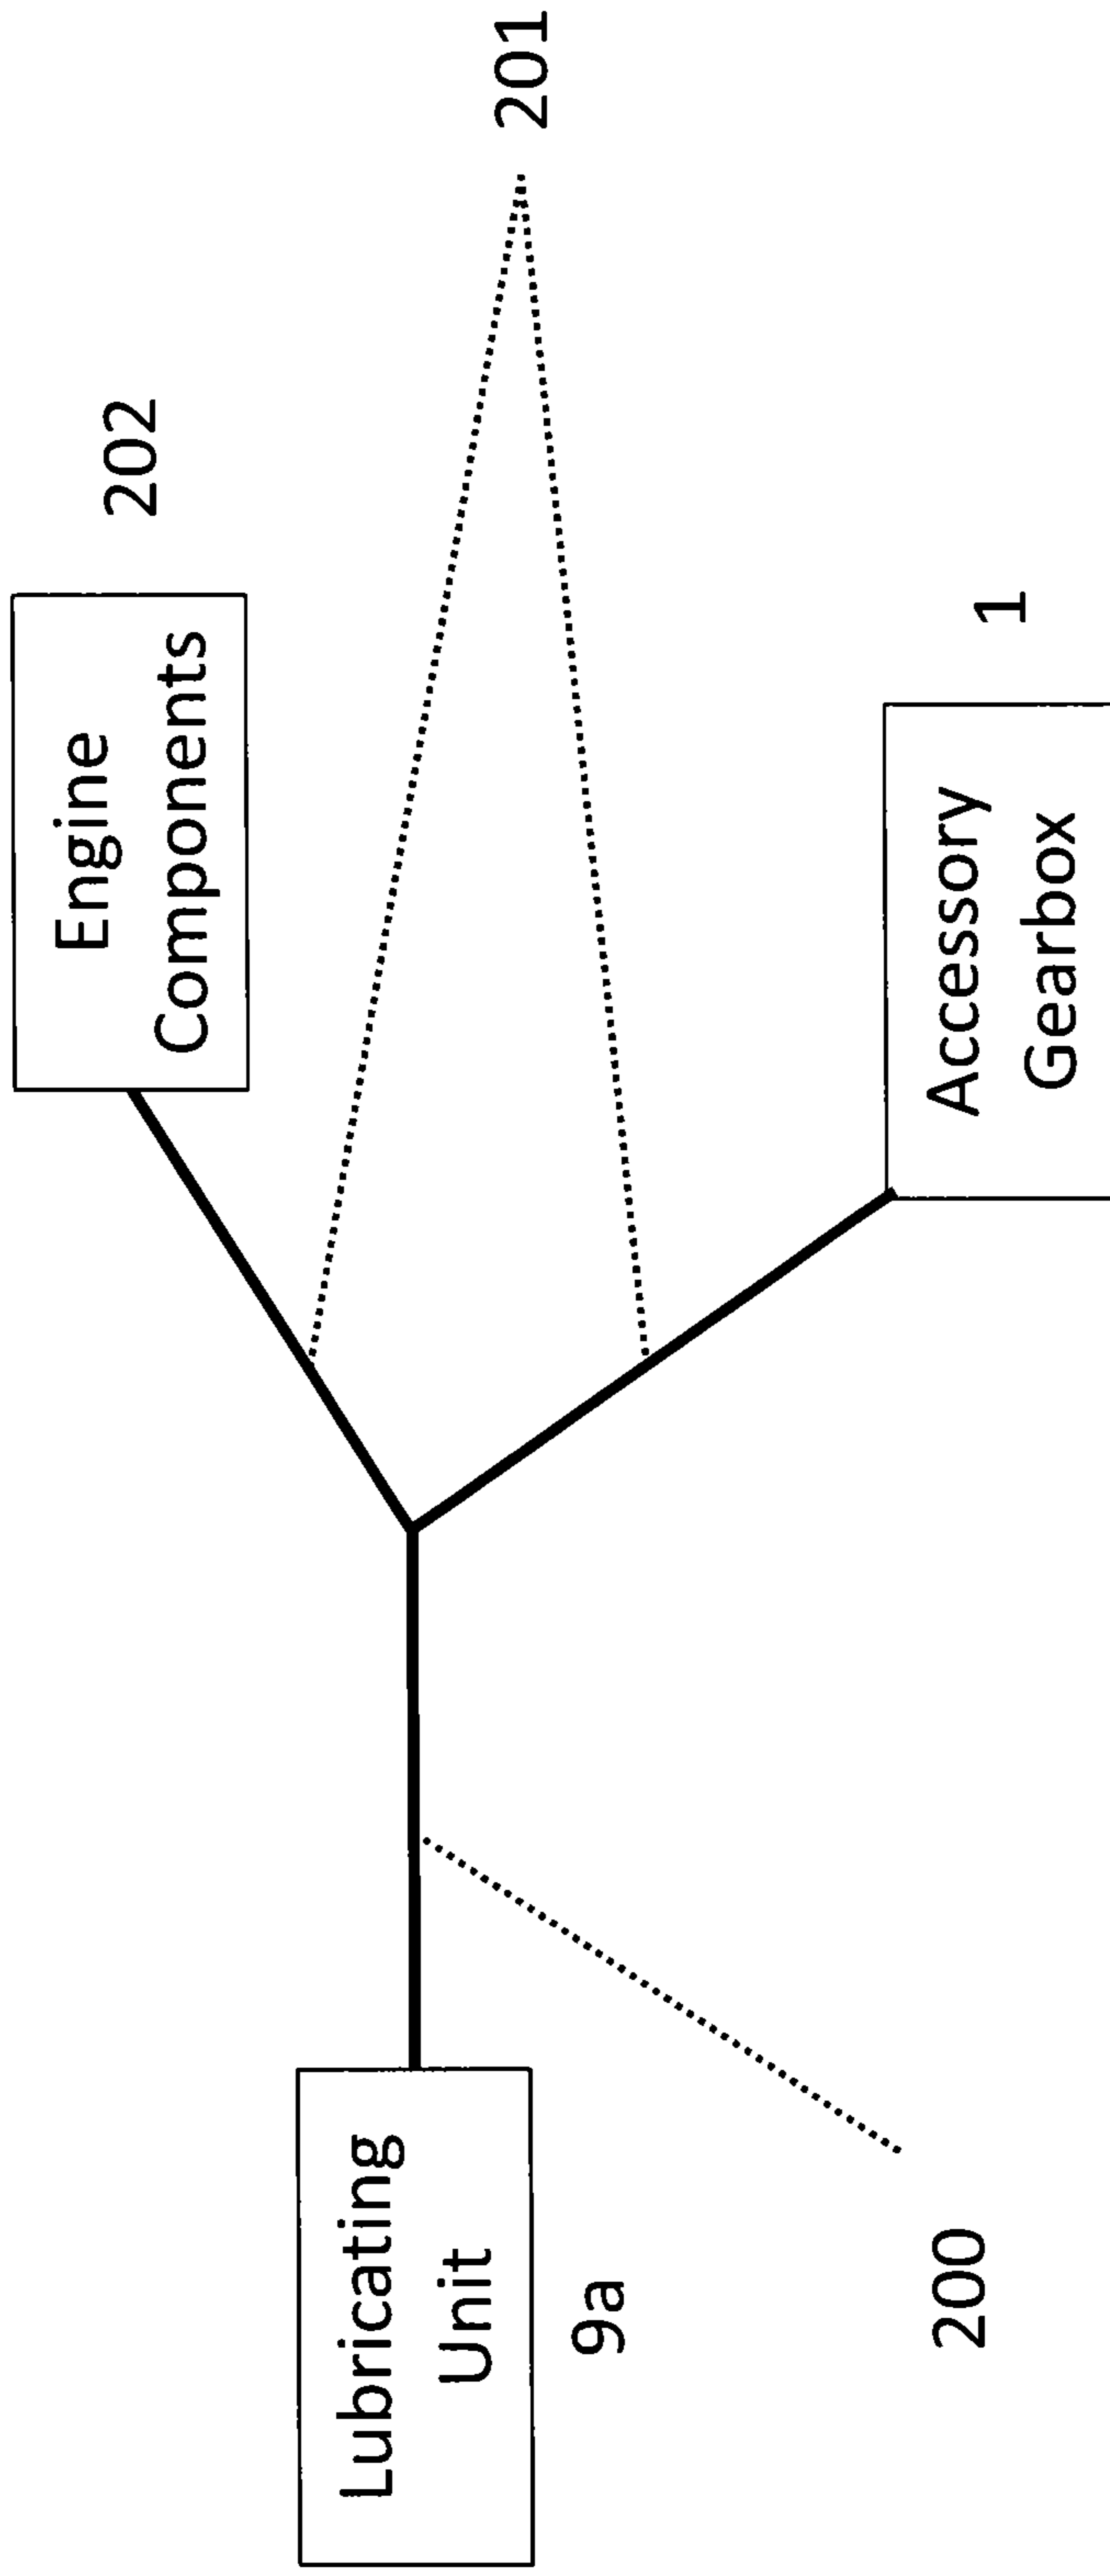 Engine
Components
202
201
Lubricating
Unit
9a
200
Accessory
Gearbox
1